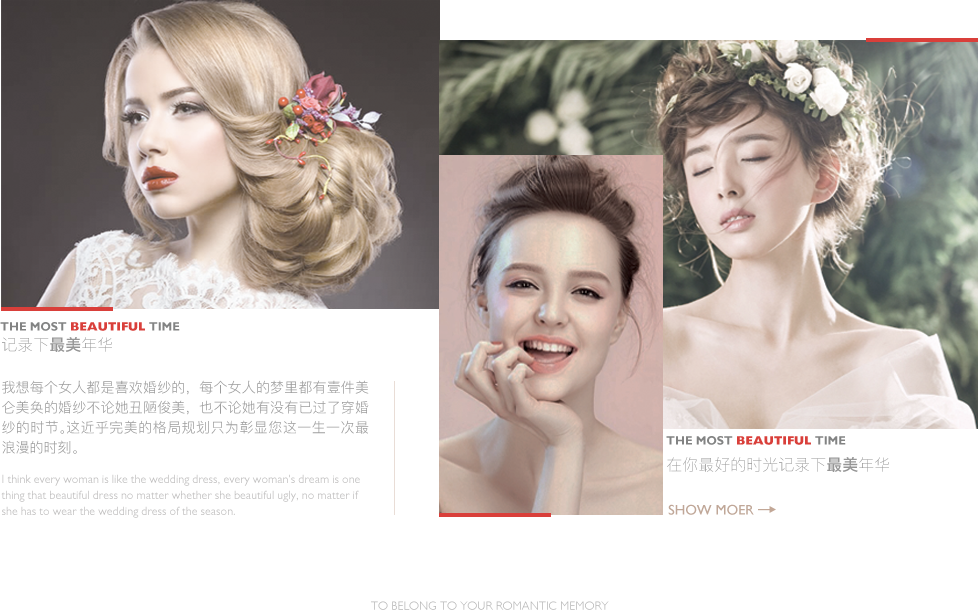 THE MOST BEAUTIFUL TIME
记录下最美年华
我想每个女人都是喜欢婚纱的，每个女人的梦里都有壹件美
仑美奂的婚纱不论她丑陋俊美，也不论她有没有已过了穿婚
纱的时节。这近乎完美的格局规划只为彰显您这一生一次最
浪漫的时刻。
I think every woman is like the wedding dress, every woman's dream is one
thing that beautiful dress no matter whether she beautiful ugly, no matter if
she has to wear the wedding dress of the season.
THE MOST BEAUTIFUL TIME
在你最好的时光记录下最美年华
SHOW MOER
TO BELONG TO YOUR ROMANTIC MEMORY